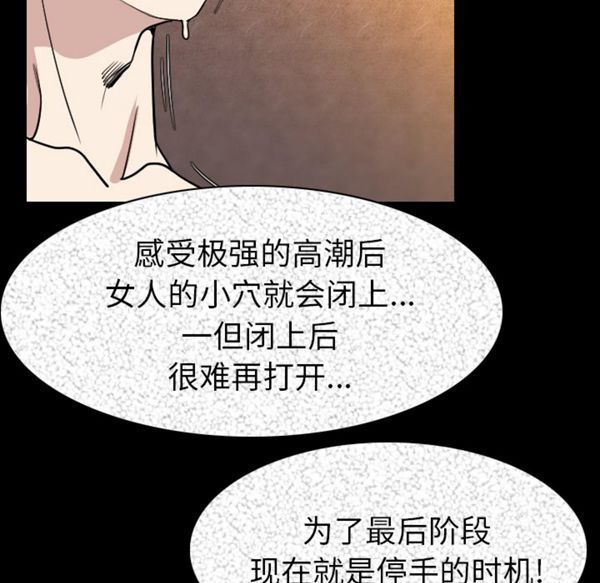 感受极强的高潮后
女人的小穴就会闭上...
一但闭上后
很难再打开...
为了最后阶段
现在就是停手的时机!